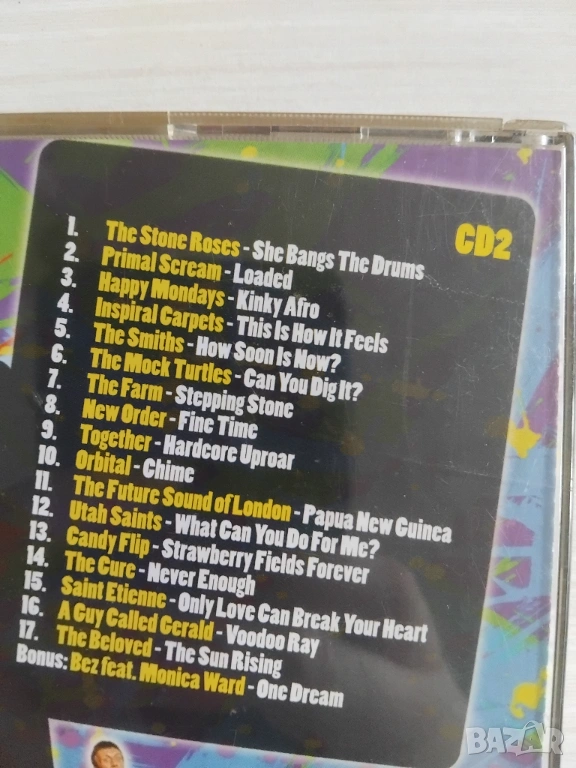 CD2
1. The Stone Roses - She Bangs The Drums
2. Primal Scream - Loaded
3. Happy Mondays - Kinky Afro
4. Inspiral Carpets - This Is How It Feels
5. The Smiths - How Soon Is Now?
6. The Mock Turtles - Can You Dig It?
7. The Farm - Stepping Stone
8. New Order - Fine Time
9. Together - Hardcore Uproar
10. Orbital - Chime
11. The Future Sound of London - Papua New Guinea
12. Utah Saints - What Can You Do For Me?
13. Candy Flip - Strawberry Fields Forever
14. The Cure - Never Enough
15. Saint Etienne - Only Love Can Break Your Heart
16. A Guy Called Gerald - Voodoo Ray
17. The Beloved - The Sun Rising
Bonus: Bez feat. Monica Ward - One Dream
BAZAR